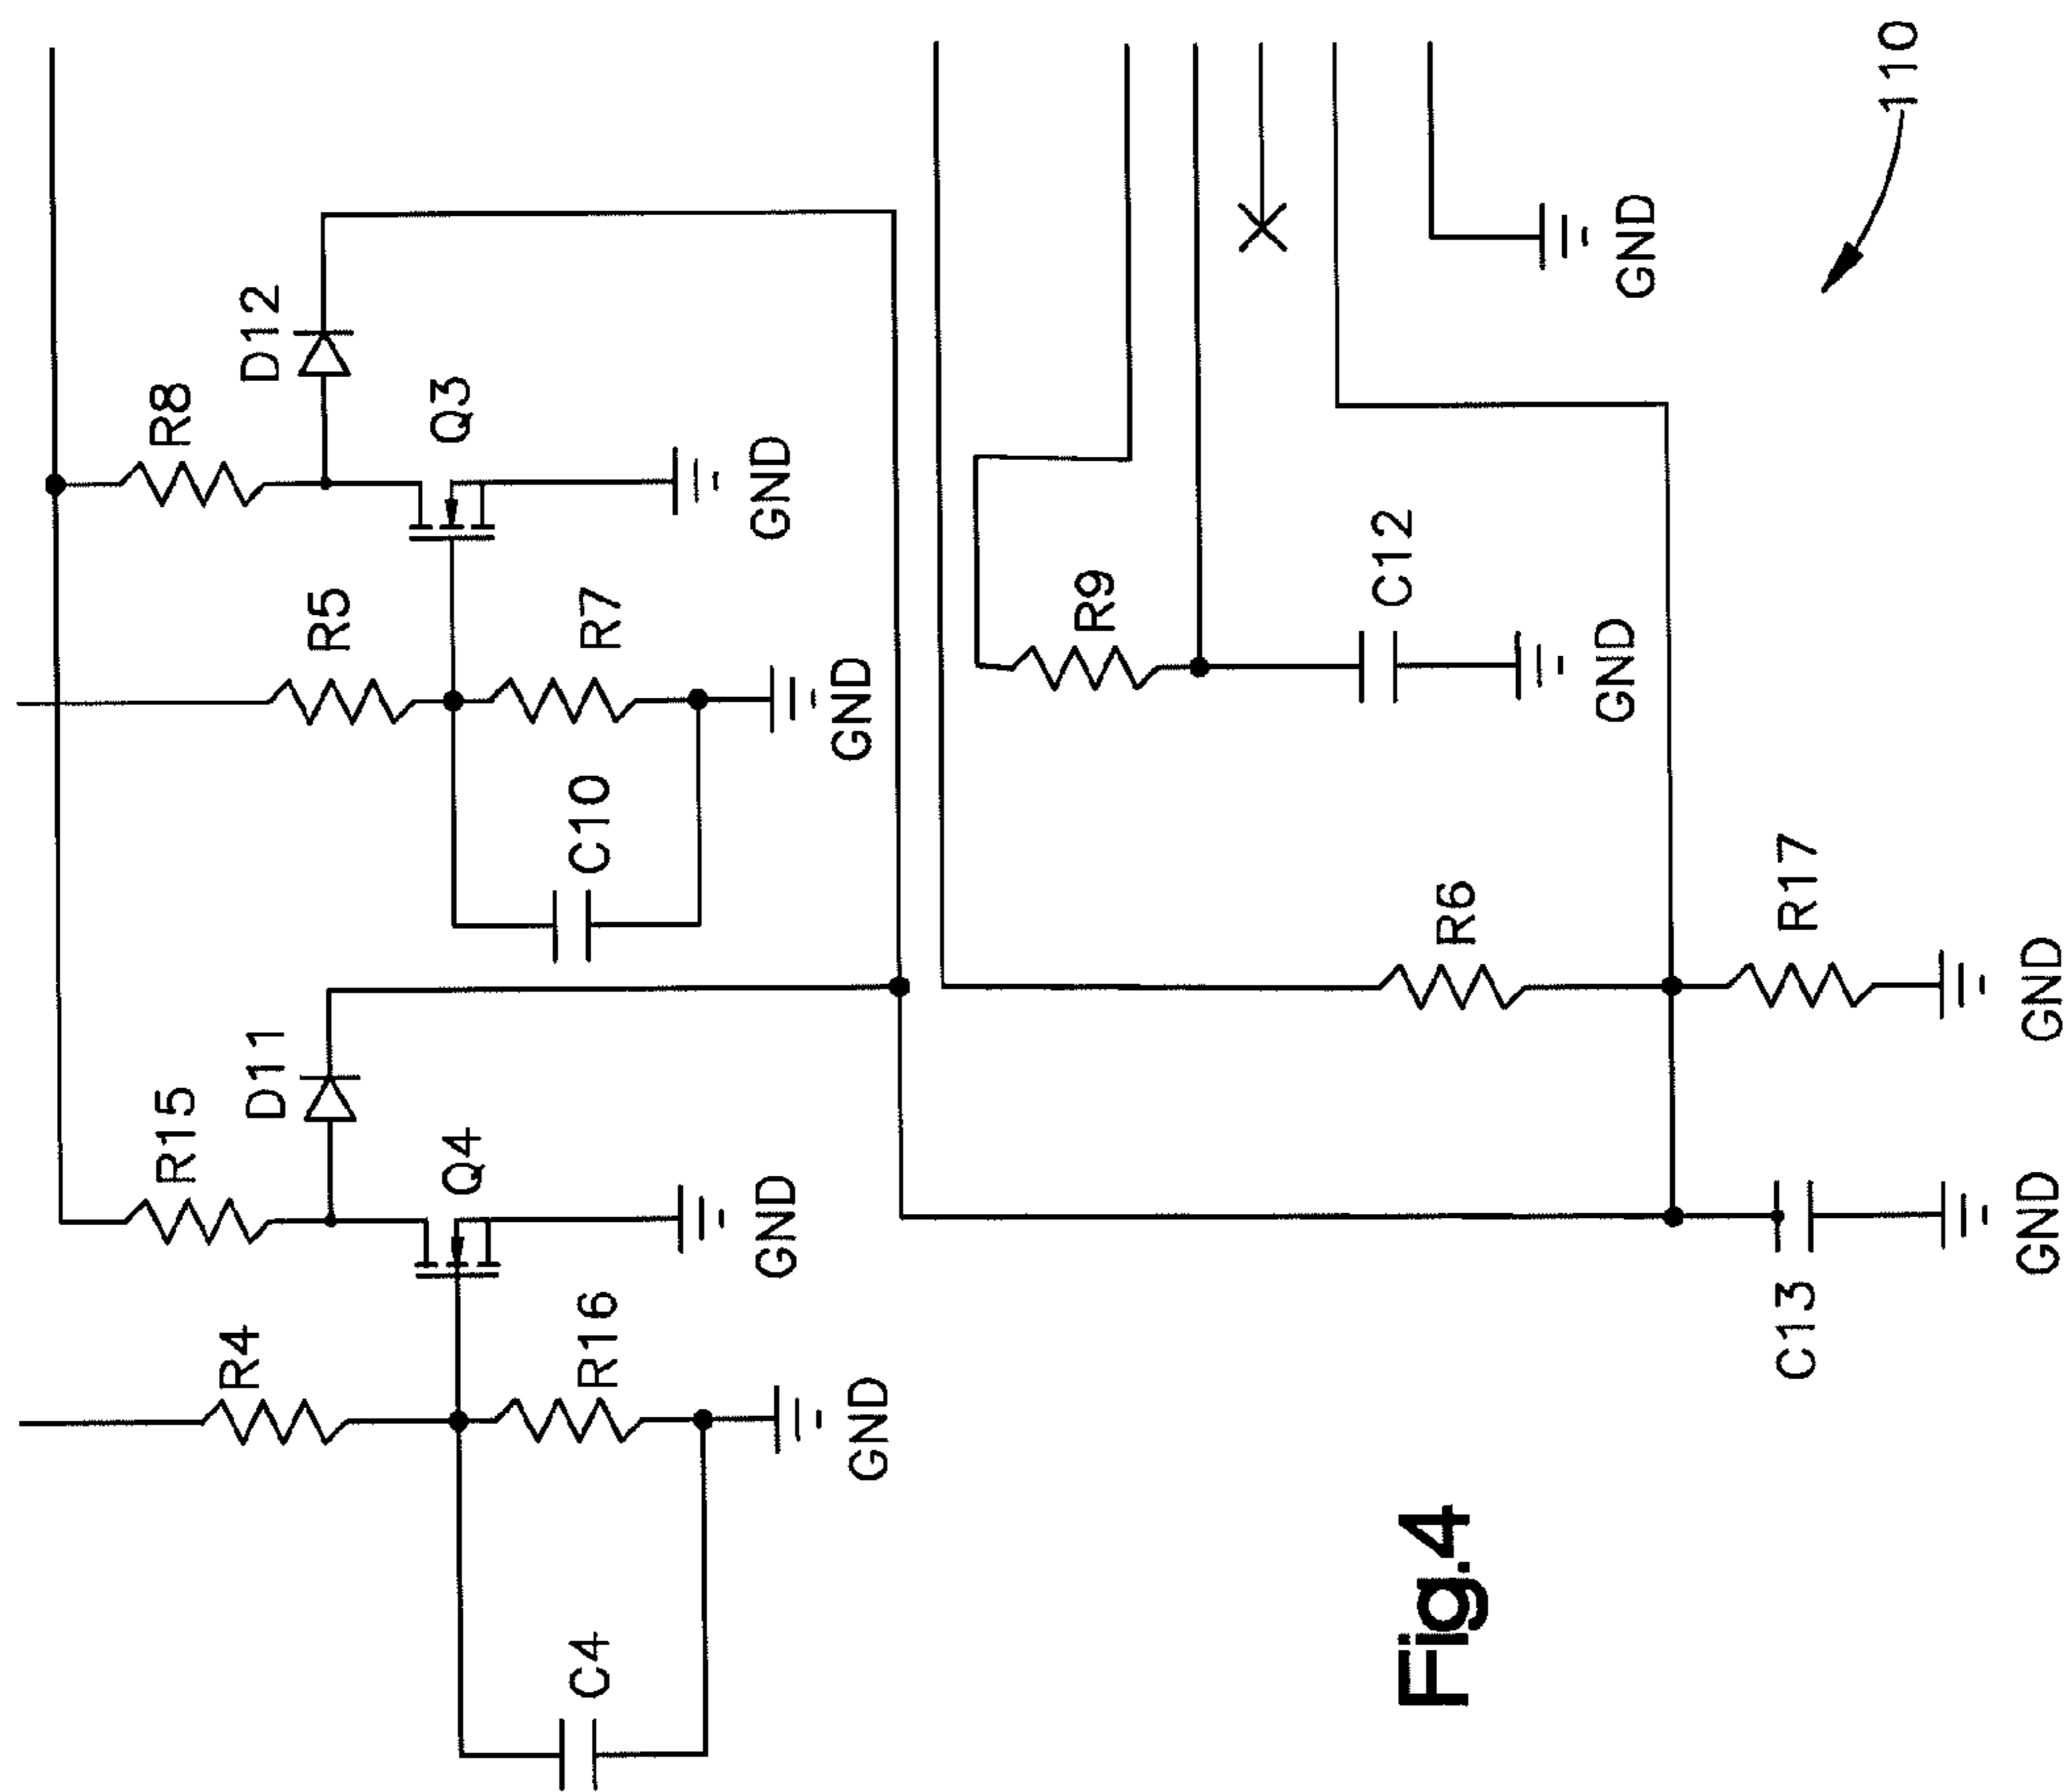 110
R8
D12
Q3
GND
R5
R7
GND
C10
R15
D11
Q4
GND
R4
R16
GND
C4
GND
R9
C12
GND
R6
R17
GND
C13
GND
Fig.4